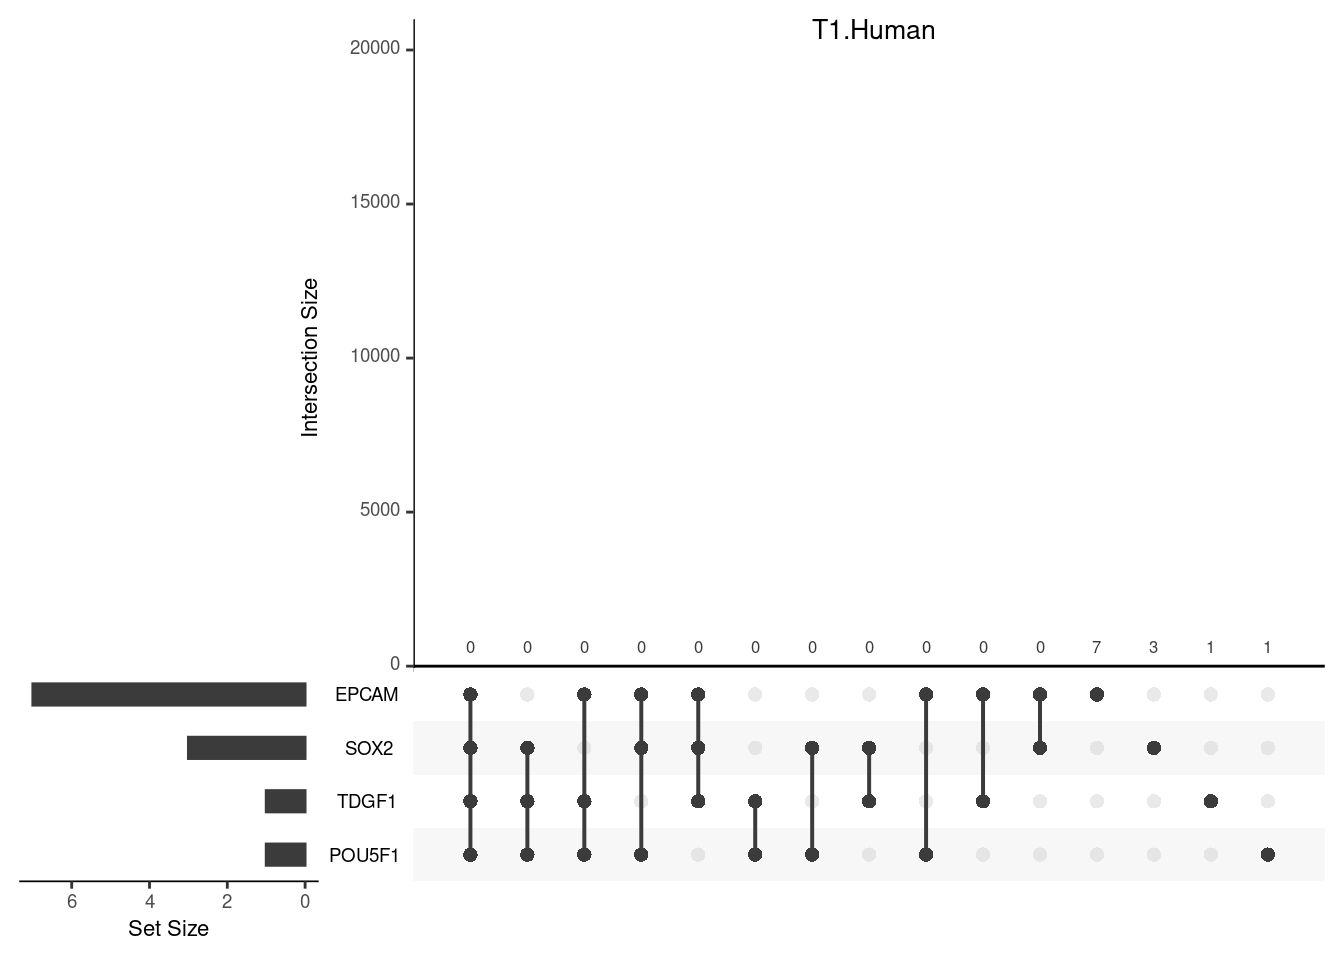 T1.Human
20000
15000
10000
5000
0
Intersection Size
0 0 0 0 0 0 0 0 0 0 0 7 3 1 1
EPCAM
SOX2
TDGF1
POU5F1
6 4 2 0
Set Size